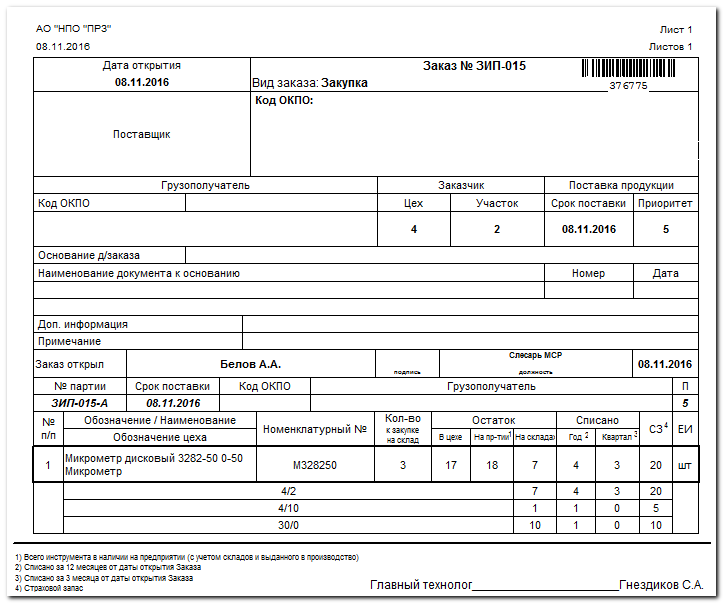 АО "НПО "ПРЗ"
Лист 1
08.11.2016
Листов 1
Дата открытия
08.11.2016
Заказ № ЗИП-015
Вид заказа: Закупка
376775
Поставщик
Код ОКПО:
Грузополучатель Заказчик Поставка продукции
Код ОКПО Цех Участок Срок поставки Приоритет
4 2 08.11.2016 5
Основание д/заказа
Наименование документа к основанию Номер Дата
Доп. информация
Примечание
Заказ открыл Белов А.А. подпись Слесарь МСР должность 08.11.2016
№ партии Срок поставки Код ОКПО Грузополучатель П
ЗИП-015-А 08.11.2016 5
№ п/п Обозначение / Наименование Номенклатурный № Кол-во к закупке на склад Остаток Списано СЗ 4 ЕИ
Обозначение цеха В цехе На пр-тии 1 На складах Год 2 Квартал 3
1 Микрометр дисковый 3282-50 0-50 М328250 3 17 18 7 4 3 20 шт
Микрометр
4/2 7 4 3 20
4/10 1 1 0 5
30/0 10 1 0 10
1) Всего инструмента в наличии на предприятии (с учетом складов и выданного в производство)
2) Списано за 12 месяцев от даты открытия Заказа
3) Списано за 3 месяца от даты открытия Заказа
4) Страховой запас
Главный технолог Гнездиков С.А.